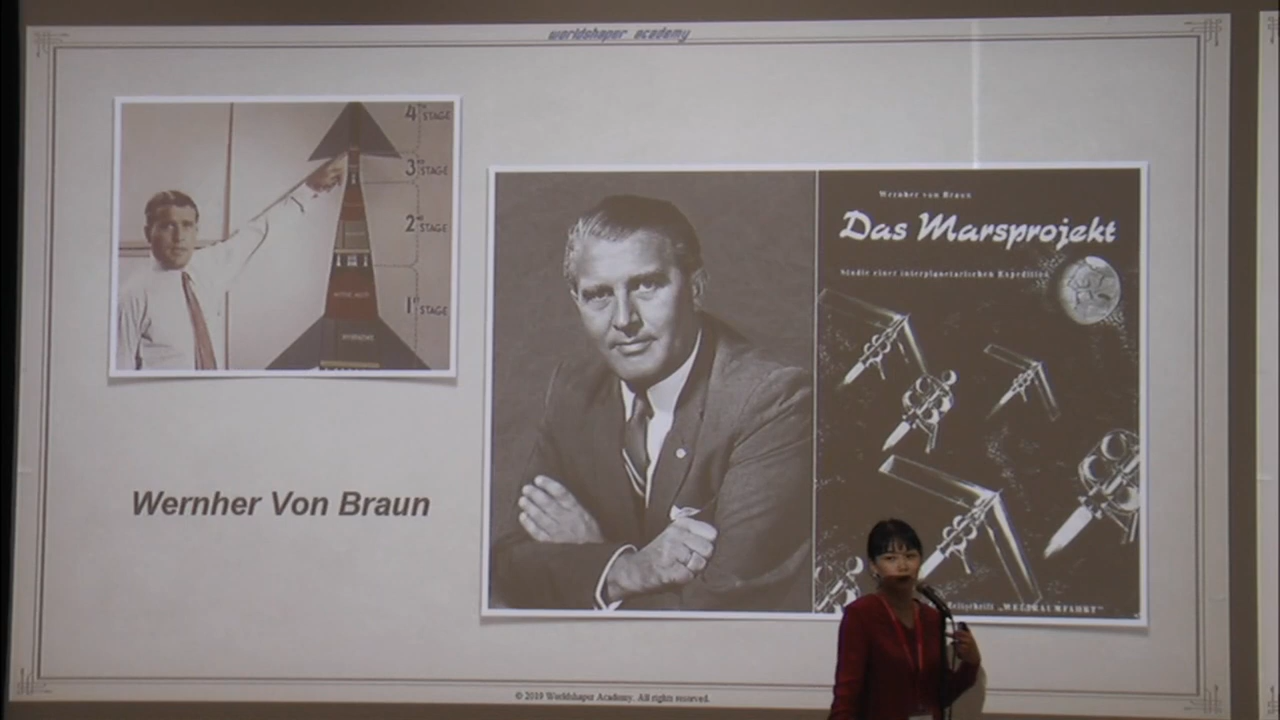 worldshaper academy
4TH STAGE
3RD STAGE
2ND STAGE
1ST STAGE
Wernher von Braun
Das Marsprojekt
Studie einer interplanetarischen Expedition
Wernher Von Braun
"WELTRAUMFAHRT"
© 2019 Worldshaper Academy. All rights reserved.